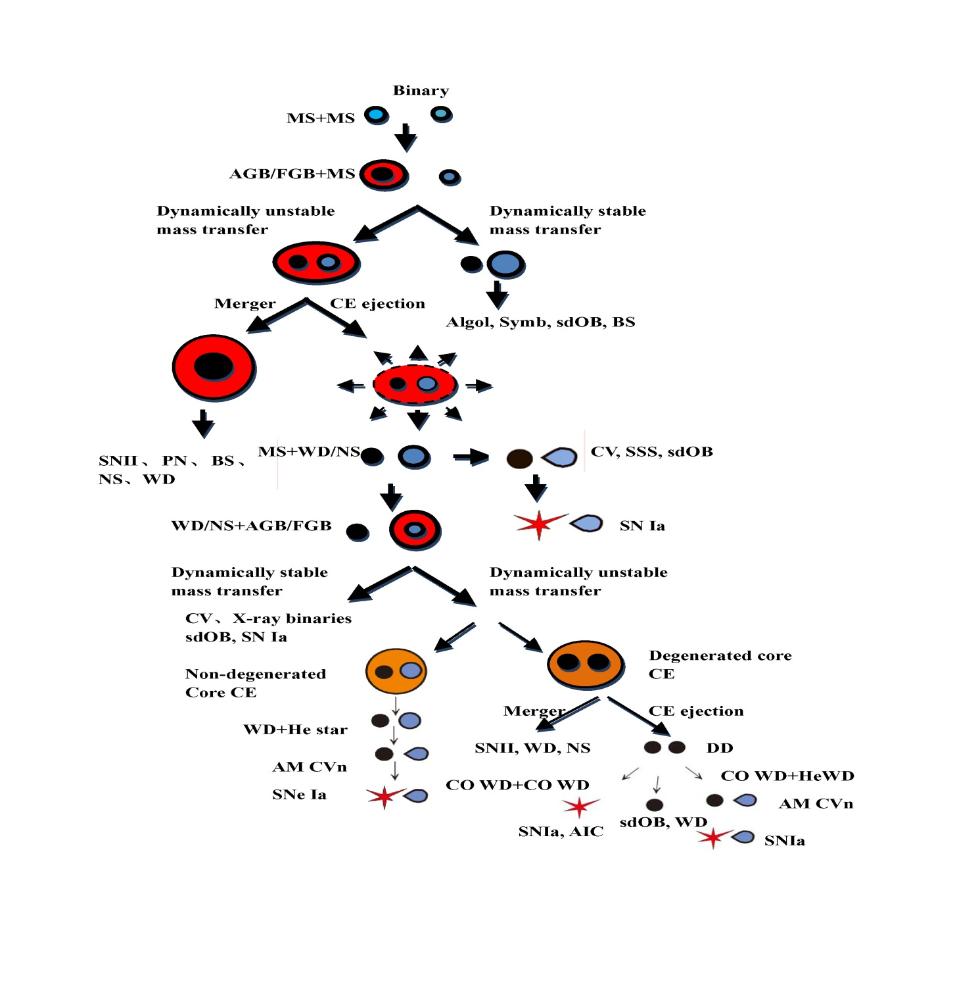 Binary
MS+MS
AGB/FGB+MS
Dynamically unstable
mass transfer
Dynamically stable
mass transfer
Merger
CE ejection
Algol, Symb, sdOB, BS
SNII、PN、BS、
NS、WD
MS+WD/NS
CV, SSS, sdOB
WD/NS+AGB/FGB
SN Ia
Dynamically stable
mass transfer
Dynamically unstable
mass transfer
CV、X-ray binaries
sdOB, SN Ia
Non-degenerated
Core CE
Degenerated core
CE
Merger
CE ejection
WD+He star
SNII, WD, NS
DD
AM CVn
CO WD+HeWD
SNe Ia
CO WD+CO WD
AM CVn
sdOB, WD
SNIa, AIC
SNIa